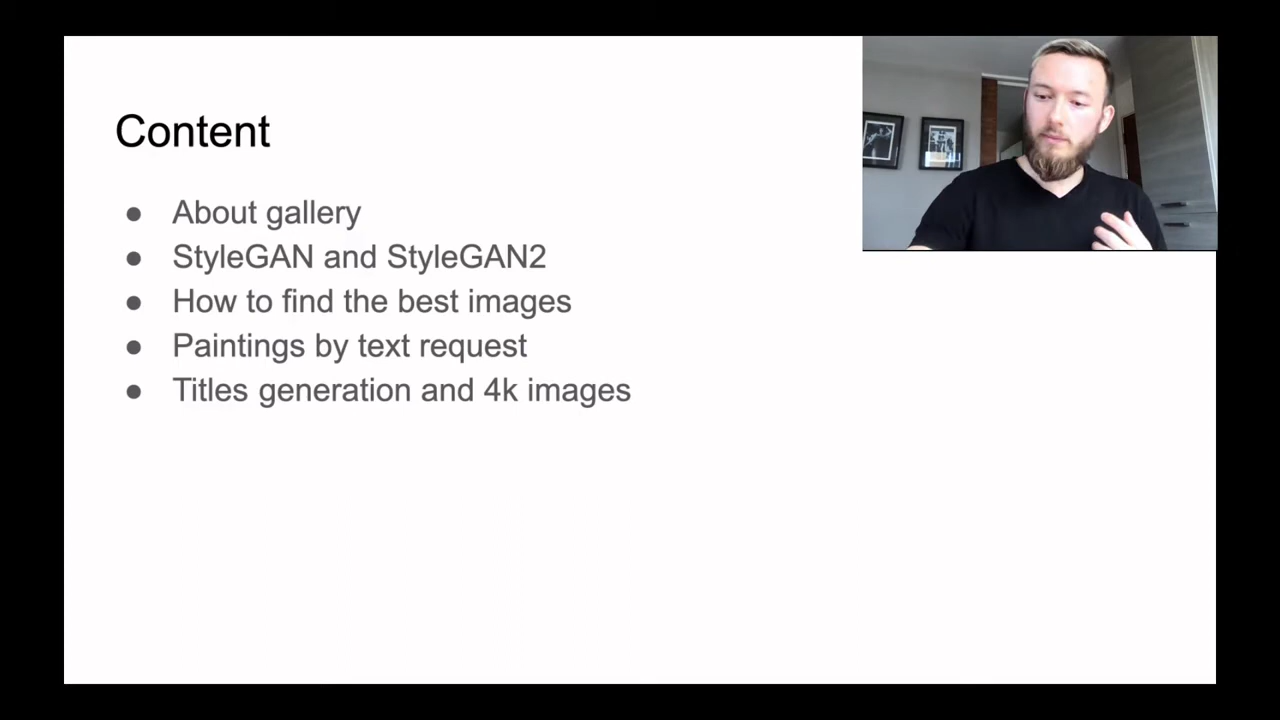 Content
● About gallery
● StyleGAN and StyleGAN2
● How to find the best images
● Paintings by text request
● Titles generation and 4k images